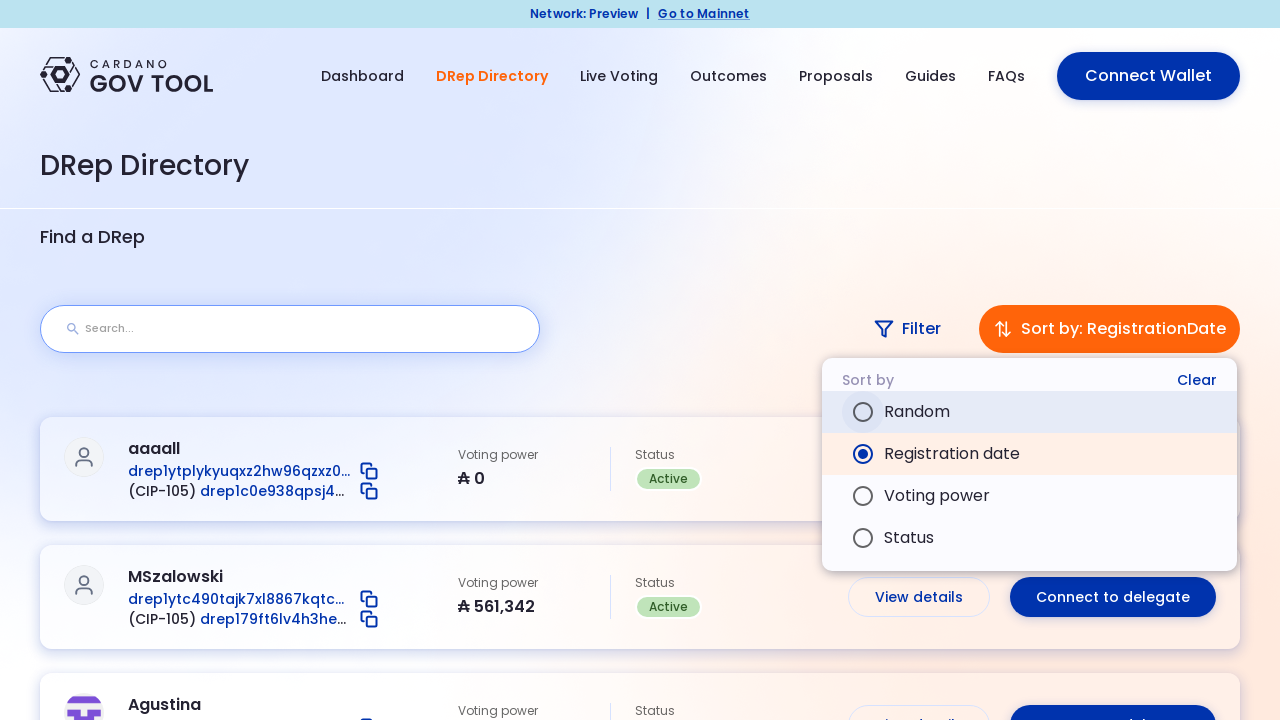 Network: Preview | Go to Mainnet
CARDANO
GOV TOOL
Dashboard
DRep Directory
Live Voting
Outcomes
Proposals
Guides
FAQs
Connect Wallet
DRep Directory
Find a DRep
Search...
Filter
Sort by: RegistrationDate
Sort by
Clear
Random
Registration date
Voting power
Status
aaaall
drep1ytplykyuqxz2hw96qzxz0...
(CIP-105) drep1c0e938qpsj4...
Voting power
₳ 0
Status
Active
MSzalowski
drep1ytc490tajk7xl8867kqtc...
(CIP-105) drep179ft6lv4h3he...
Voting power
₳ 561,342
Status
Active
View details
Connect to delegate
Agustina
Voting power
Status